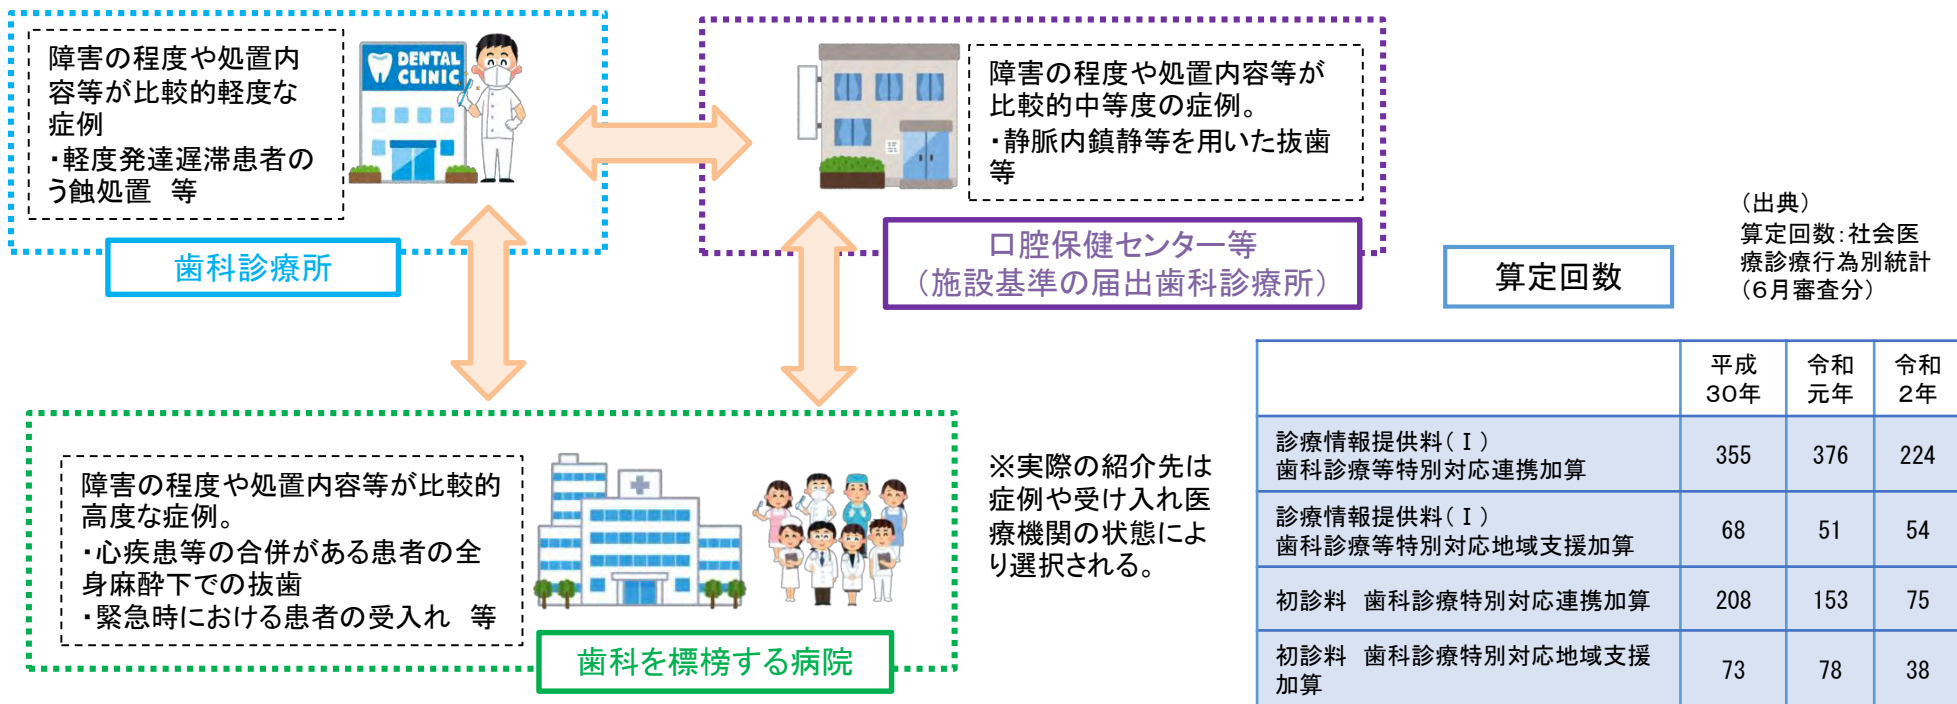 障害の程度や処置内
容等が比較的軽度な
症例
・軽度発達遅滞患者の
う蝕処置　等
DENTAL
CLINIC
歯科診療所
障害の程度や処置内容等が
比較的中等度の症例。
・静脈内鎮静等を用いた抜歯
等
口腔保健センター等
（施設基準の届出歯科診療所）
障害の程度や処置内容等が比較的
高度な症例。
・心疾患等の合併がある患者の全
身麻酔下での抜歯
・緊急時における患者の受入れ　等
歯科を標榜する病院
※実際の紹介先は
症例や受け入れ医
療機関の状態によ
り選択される。
算定回数
（出典）
算定回数：社会医
療診療行為別統計
（6月審査分）
平成
30年
令和
元年
令和
2年
診療情報提供料（Ⅰ）
歯科診療等特別対応連携加算
355 376 224
診療情報提供料（Ⅰ）
歯科診療等特別対応地域支援加算
68 51 54
初診料　歯科診療特別対応連携加算 208 153 75
初診料　歯科診療特別対応地域支援
加算
73 78 38